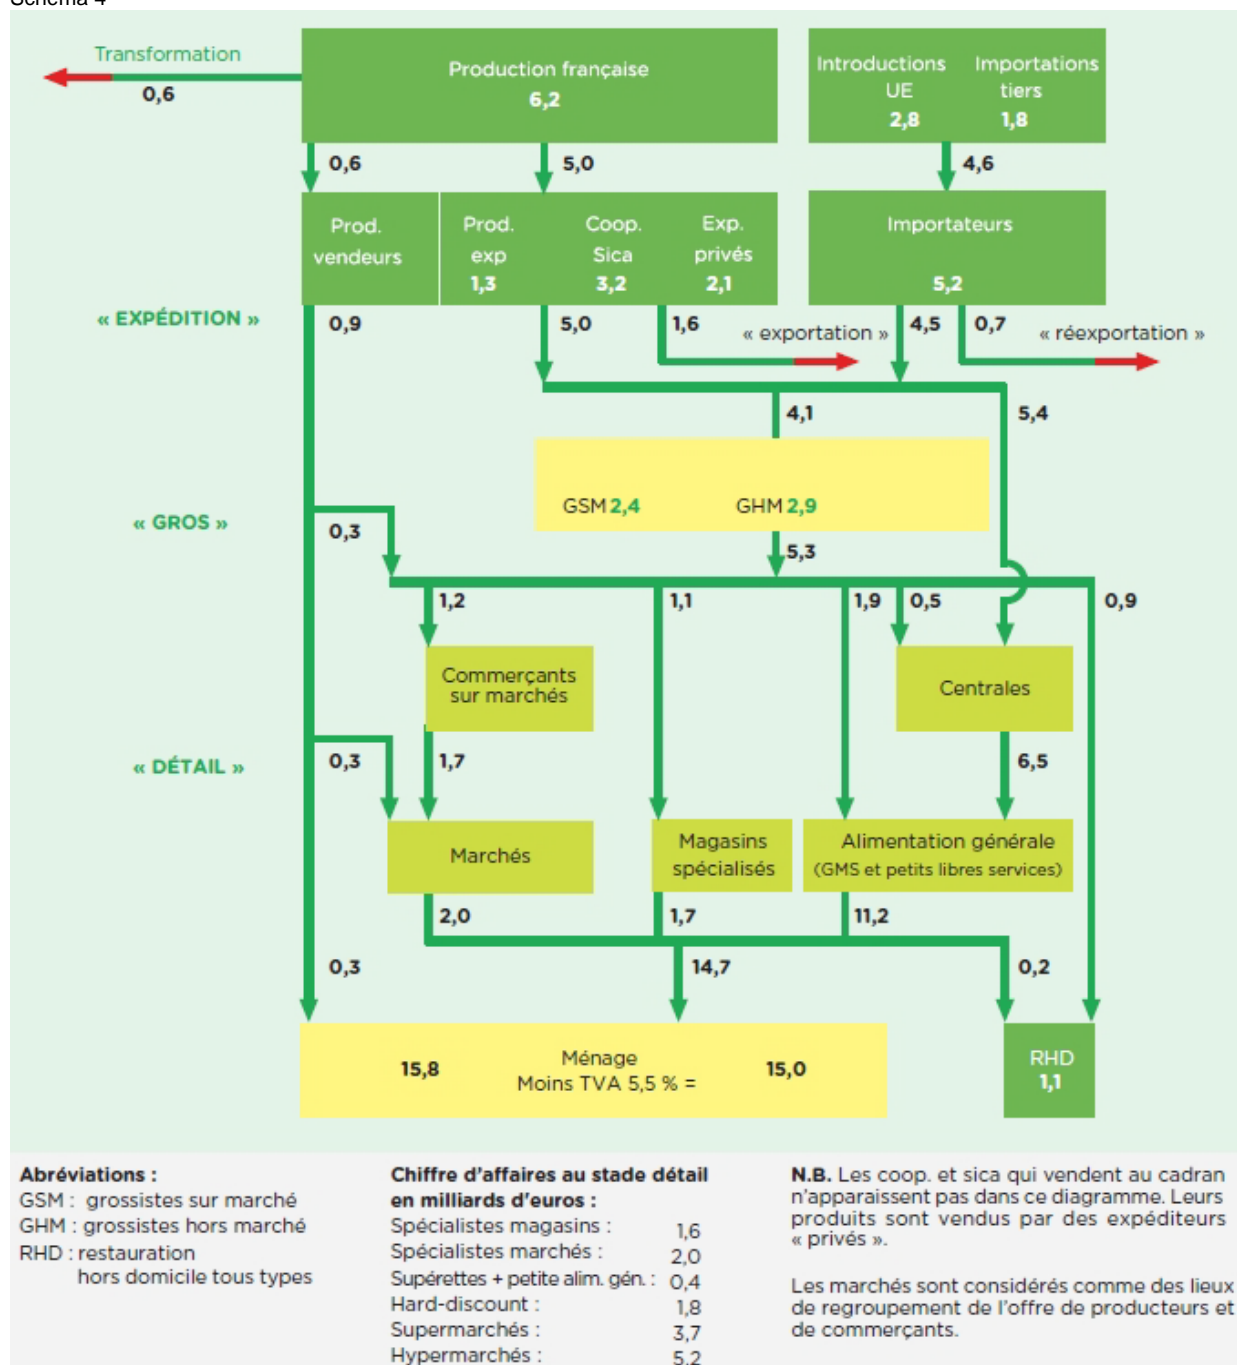 Schéma 4
Transformation
0,6
Production française
6,2
Introductions UE
2,8
Importations tiers
1,8
0,6
5,0
4,6
Prod. vendeurs
Prod. exp
1,3
Coop. Sica
3,2
Exp. privés
2,1
Importateurs
5,2
« EXPÉDITION »
0,9
5,0
1,6
« exportation »
4,5
0,7
« réexportation »
4,1
5,4
GSM 2,4
GHM 2,9
« GROS »
0,3
5,3
1,2
1,1
1,9
0,5
0,9
Commerçants
sur marchés
Centrales
« DÉTAIL »
0,3
1,7
6,5
Marchés
Magasins
spécialisés
Alimentation générale
(GMS et petits libres services)
2,0
1,7
11,2
0,3
14,7
0,2
15,8
Ménage
Moins TVA 5,5 % =
15,0
RHD
1,1
Abréviations :
GSM : grossistes sur marché
GHM : grossistes hors marché
RHD : restauration
hors domicile tous types
Chiffre d'affaires au stade détail
en milliards d'euros :
Spécialistes magasins : 1,6
Spécialistes marchés : 2,0
Supérettes + petite alim. gén. : 0,4
Hard-discount : 1,8
Supermarchés : 3,7
Hypermarchés : 5,2
N.B. Les coop. et sica qui vendent au cadran
n'apparaissent pas dans ce diagramme. Leurs
produits sont vendus par des expéditeurs
« privés ».
Les marchés sont considérés comme des lieux
de regroupement de l'offre de producteurs et
de commerçants.